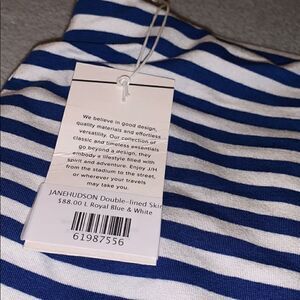 We believe in good design,
quality materials and effortless
versatility. Our collection of
classic and timeless essentials
go beyond a design, they
embody a lifestyle filled with
spirit and adventure. Enjoy J/H
from the stadium to the street,
or wherever your travels
may take you.
JANEHUDSON Double-lined Skir
$88.00 L Royal Blue & White
61987556